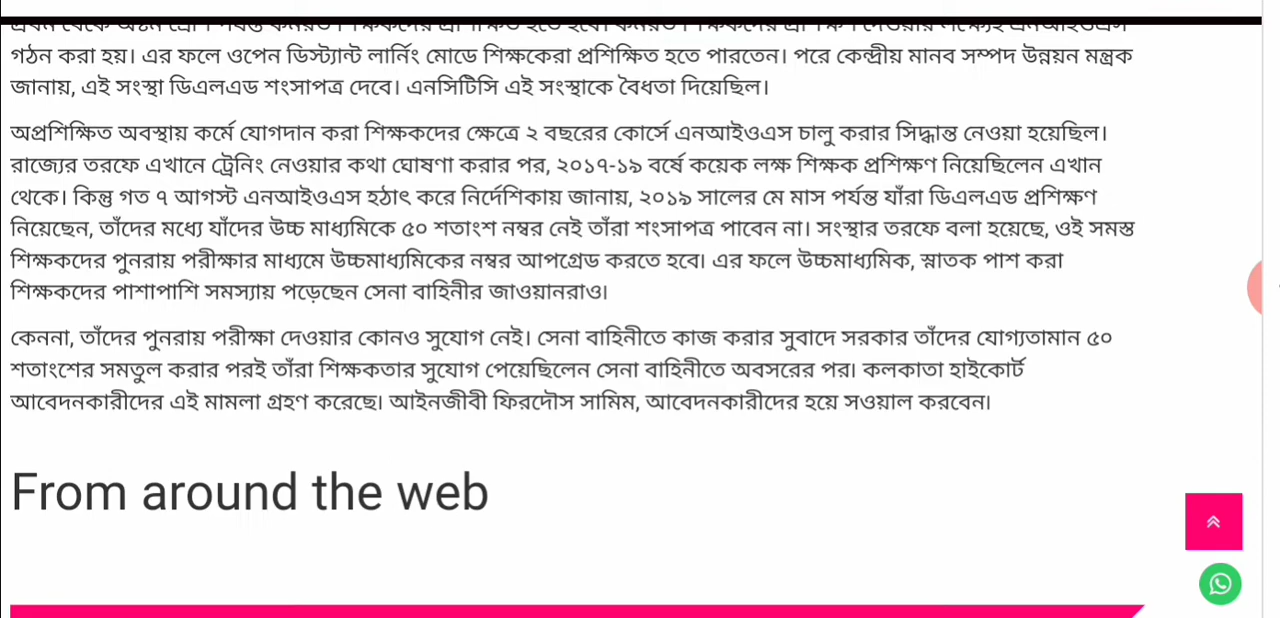 গঠন করা হয়। এর ফলে ওপেন ডিস্ট্যান্ট লার্নিং মোডে শিক্ষকেরা প্রশিক্ষিত হতে পারতেন। পরে কেন্দ্রীয় মানব সম্পদ উন্নয়ন মন্ত্রক
জানায়, এই সংস্থা ডিএলএড শংসাপত্র দেবে। এনসিটিসি এই সংস্থাকে বৈধতা দিয়েছিল।
অপ্রশিক্ষিত অবস্থায় কর্মে যোগদান করা শিক্ষকদের ক্ষেত্রে ২ বছরের কোর্সে এনআইওএস চালু করার সিদ্ধান্ত নেওয়া হয়েছিল।
রাজ্যের তরফে এখানে ট্রেনিং নেওয়ার কথা ঘোষণা করার পর, ২০১৭-১৯ বর্ষে কয়েক লক্ষ শিক্ষক প্রশিক্ষণ নিয়েছিলেন এখান
থেকে। কিন্তু গত ৭ আগস্ট এনআইওএস হঠাৎ করে নির্দেশিকায় জানায়, ২০১৯ সালের মে মাস পর্যন্ত যাঁরা ডিএলএড প্রশিক্ষণ
নিয়েছেন, তাঁদের মধ্যে যাঁদের উচ্চ মাধ্যমিকে ৫০ শতাংশ নম্বর নেই তাঁরা শংসাপত্র পাবেন না। সংস্থার তরফে বলা হয়েছে, ওই সমস্ত
শিক্ষকদের পুনরায় পরীক্ষার মাধ্যমে উচ্চমাধ্যমিকের নম্বর আপগ্রেড করতে হবে। এর ফলে উচ্চমাধ্যমিক, স্নাতক পাশ করা
শিক্ষকদের পাশাপাশি সমস্যায় পড়েছেন সেনা বাহিনীর জাওয়ানরাও।
কেননা, তাঁদের পুনরায় পরীক্ষা দেওয়ার কোনও সুযোগ নেই। সেনা বাহিনীতে কাজ করার সুবাদে সরকার তাঁদের যোগ্যতামান ৫০
শতাংশের সমতুল করার পরই তাঁরা শিক্ষকতার সুযোগ পেয়েছিলেন সেনা বাহিনীতে অবসরের পর। কলকাতা হাইকোর্ট
আবেদনকারীদের এই মামলা গ্রহণ করেছে। আইনজীবী ফিরদৌস সামিম, আবেদনকারীদের হয়ে সওয়াল করবেন।
From around the web